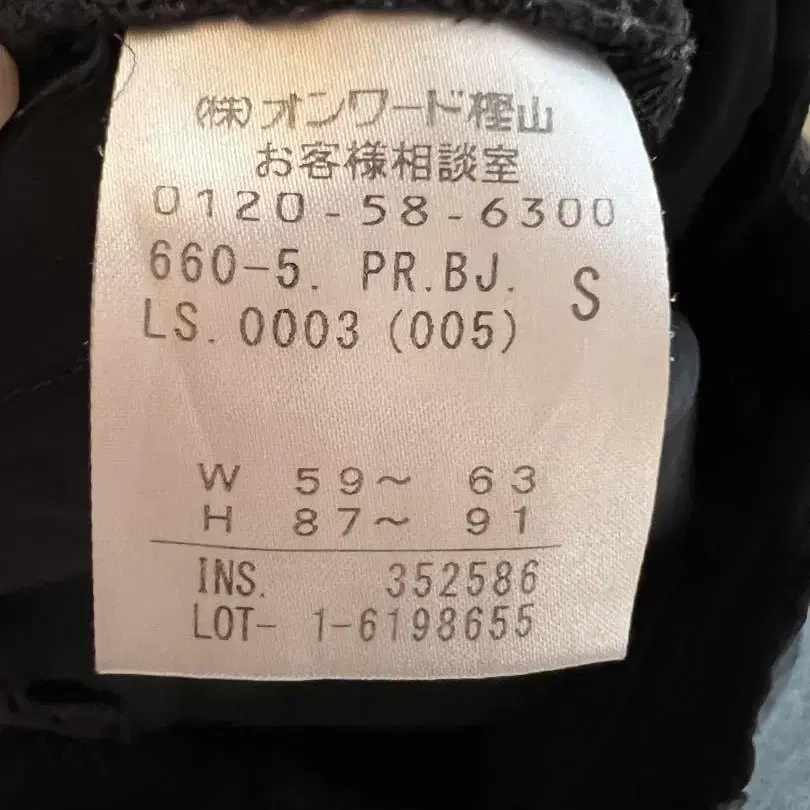 (株)オンワード樫山
お客様相談室
0120-58-6300
660-5. PR.BJ. S
LS.0003 (005)
W 59～ 63
H 87～ 91
INS. 352586
LOT- 1-6198655